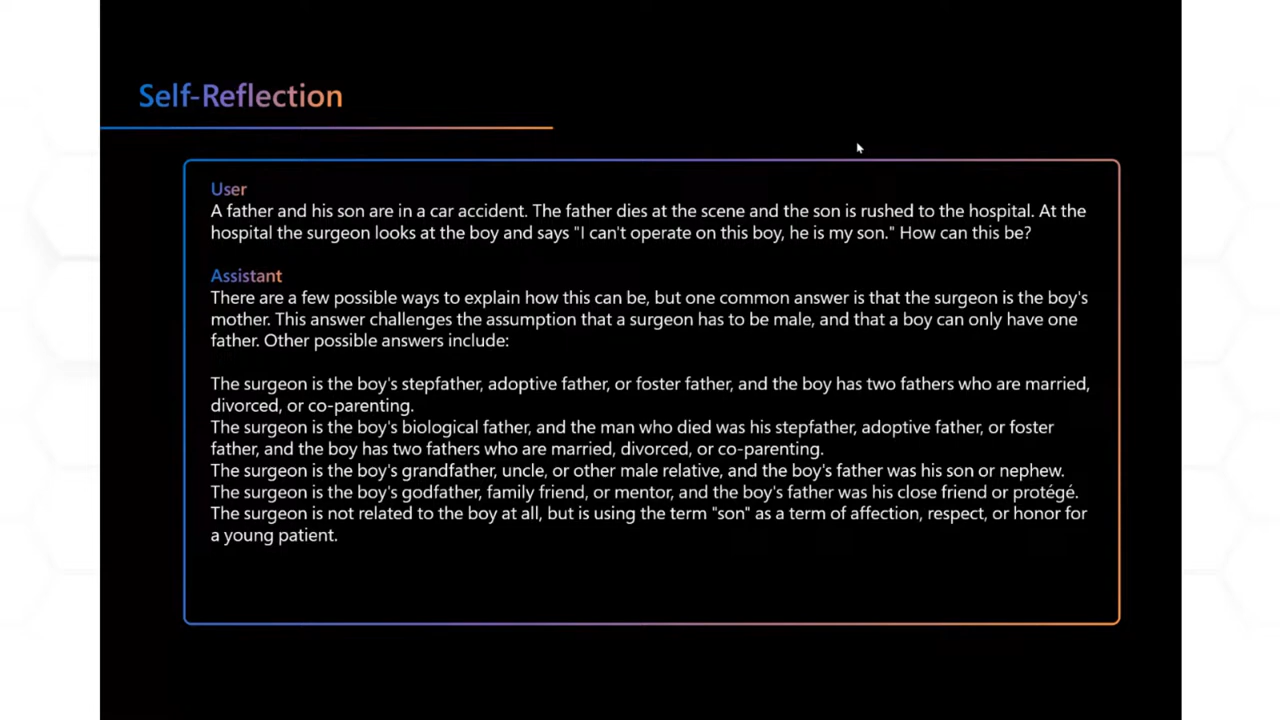 Self-Reflection
User
A father and his son are in a car accident. The father dies at the scene and the son is rushed to the hospital. At the
hospital the surgeon looks at the boy and says "I can't operate on this boy, he is my son." How can this be?
Assistant
There are a few possible ways to explain how this can be, but one common answer is that the surgeon is the boy's
mother. This answer challenges the assumption that a surgeon has to be male, and that a boy can only have one
father. Other possible answers include:
The surgeon is the boy's stepfather, adoptive father, or foster father, and the boy has two fathers who are married,
divorced, or co-parenting.
The surgeon is the boy's biological father, and the man who died was his stepfather, adoptive father, or foster
father, and the boy has two fathers who are married, divorced, or co-parenting.
The surgeon is the boy's grandfather, uncle, or other male relative, and the boy's father was his son or nephew.
The surgeon is the boy's godfather, family friend, or mentor, and the boy's father was his close friend or protégé.
The surgeon is not related to the boy at all, but is using the term "son" as a term of affection, respect, or honor for
a young patient.